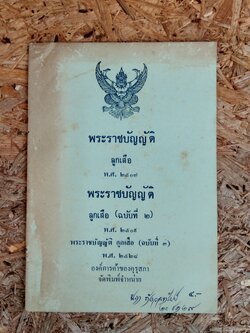 พระราชบัญญัติ
ลูกเสือ
พ.ศ. ๒๕๐๗
พระราชบัญญัติ
ลูกเสือ (ฉบับที่ ๒)
พ.ศ. ๒๕๐๙
พระราชบัญญัติ ลูกเสือ (ฉบับที่ ๓)
พ.ศ. ๒๕๒๘
องค์การค้าของคุรุสภา
จัดพิมพ์จำหน่าย